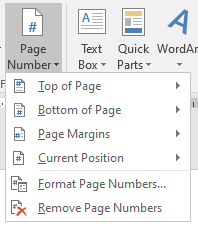 Page Number
Text Box
Quick Parts
WordAr
Top of Page
Bottom of Page
Page Margins
Current Position
Format Page Numbers...
Remove Page Numbers